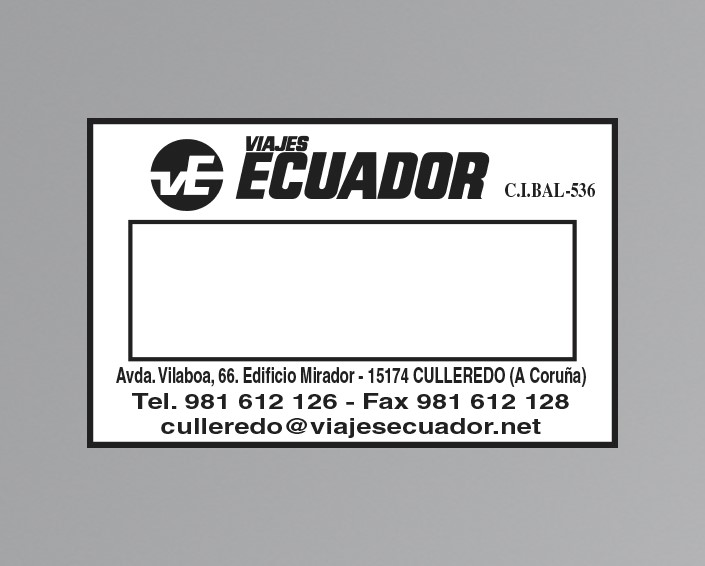 vE
VIAJES
ECUADOR
C.I.BAL-536
Avda. Vilaboa, 66. Edificio Mirador - 15174 CULLEREDO (A Coruña)
Tel. 981 612 126 - Fax 981 612 128
culleredo@viajesecuador.net